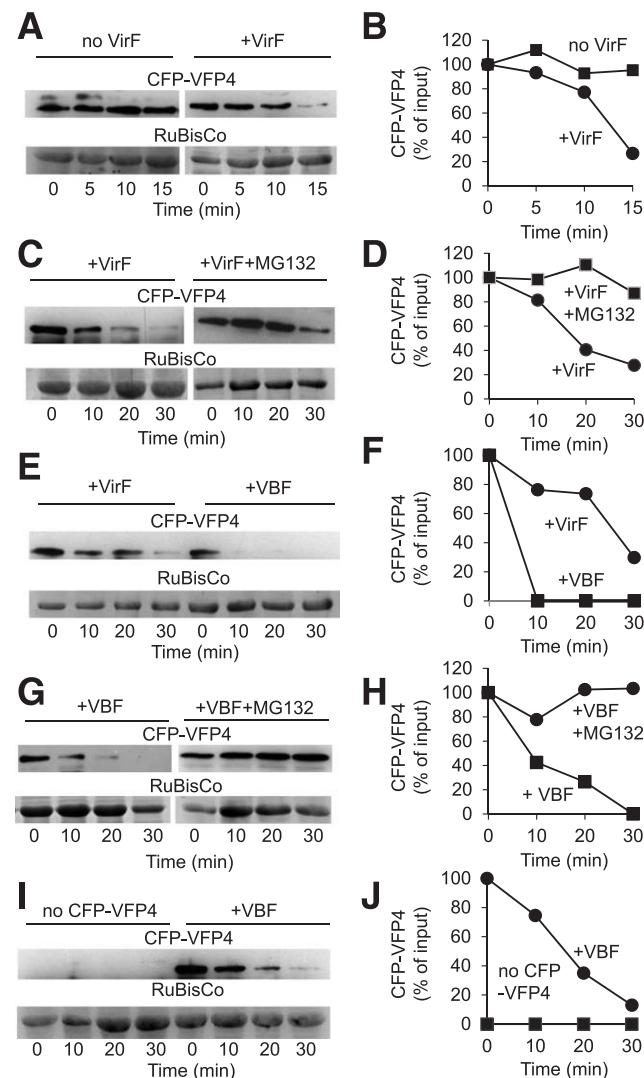 A
no VirF +VirF
CFP-VFP4
RuBisCo
0 5 10 15 0 5 10 15
Time (min)
B
CFP-VFP4
(% of input)
120
100
80
60
40
20
0
no VirF
+VirF
0 5 10 15
Time (min)
C
+VirF +VirF+MG132
CFP-VFP4
RuBisCo
0 10 20 30 0 10 20 30
Time (min)
D
CFP-VFP4
(% of input)
120
100
80
60
40
20
0
+VirF
+MG132
+VirF
0 10 20 30
Time (min)
E
+VirF +VBF
CFP-VFP4
RuBisCo
0 10 20 30 0 10 20 30
Time (min)
F
CFP-VFP4
(% of input)
100
80
60
40
20
0
+VirF
+VBF
0 10 20 30
Time (min)
G
+VBF +VBF+MG132
CFP-VFP4
RuBisCo
0 10 20 30 0 10 20 30
Time (min)
H
CFP-VFP4
(% of input)
120
100
80
60
40
20
0
+VBF
+MG132
+ VBF
0 10 20 30
Time (min)
I
no CFP-VFP4 +VBF
CFP-VFP4
RuBisCo
0 10 20 30 0 10 20 30
Time (min)
J
CFP-VFP4
(% of input)
100
80
60
40
20
0
+VBF
no CFP
-VFP4
0 10 20 30
Time (min)